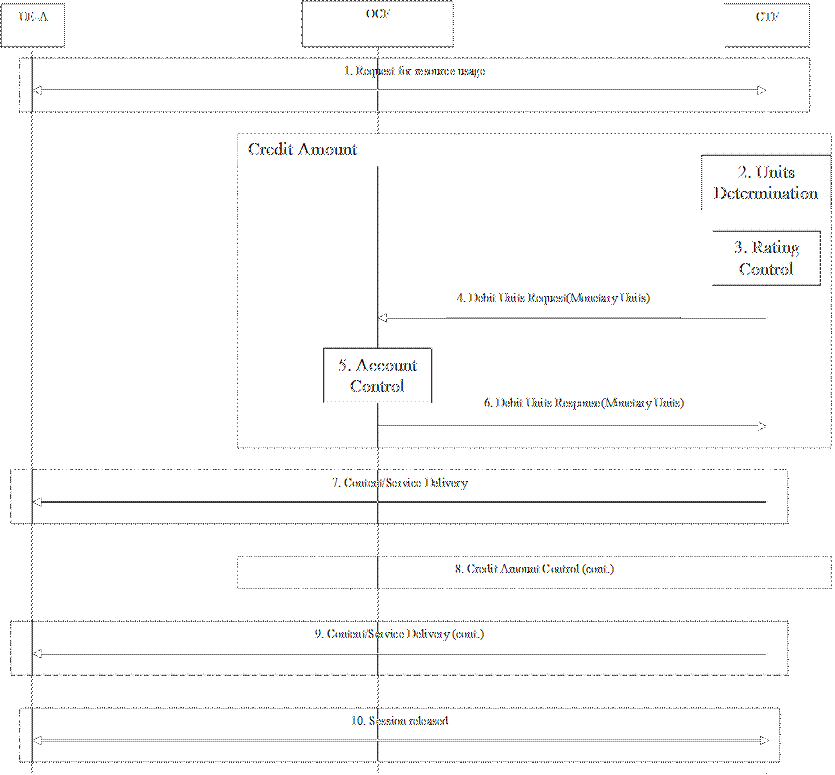 UE-A
OCF
CTF
1. Request for resource usage
Credit Amount
2. Units
Determination
3. Rating
Control
4. Debit Units Request(Monetary Units)
5. Account
Control
6. Debit Units Response(Monetary Units)
7. Content/Service Delivery
8. Credit Amount Control (cont.)
9. Content/Service Delivery (cont.)
10. Session released